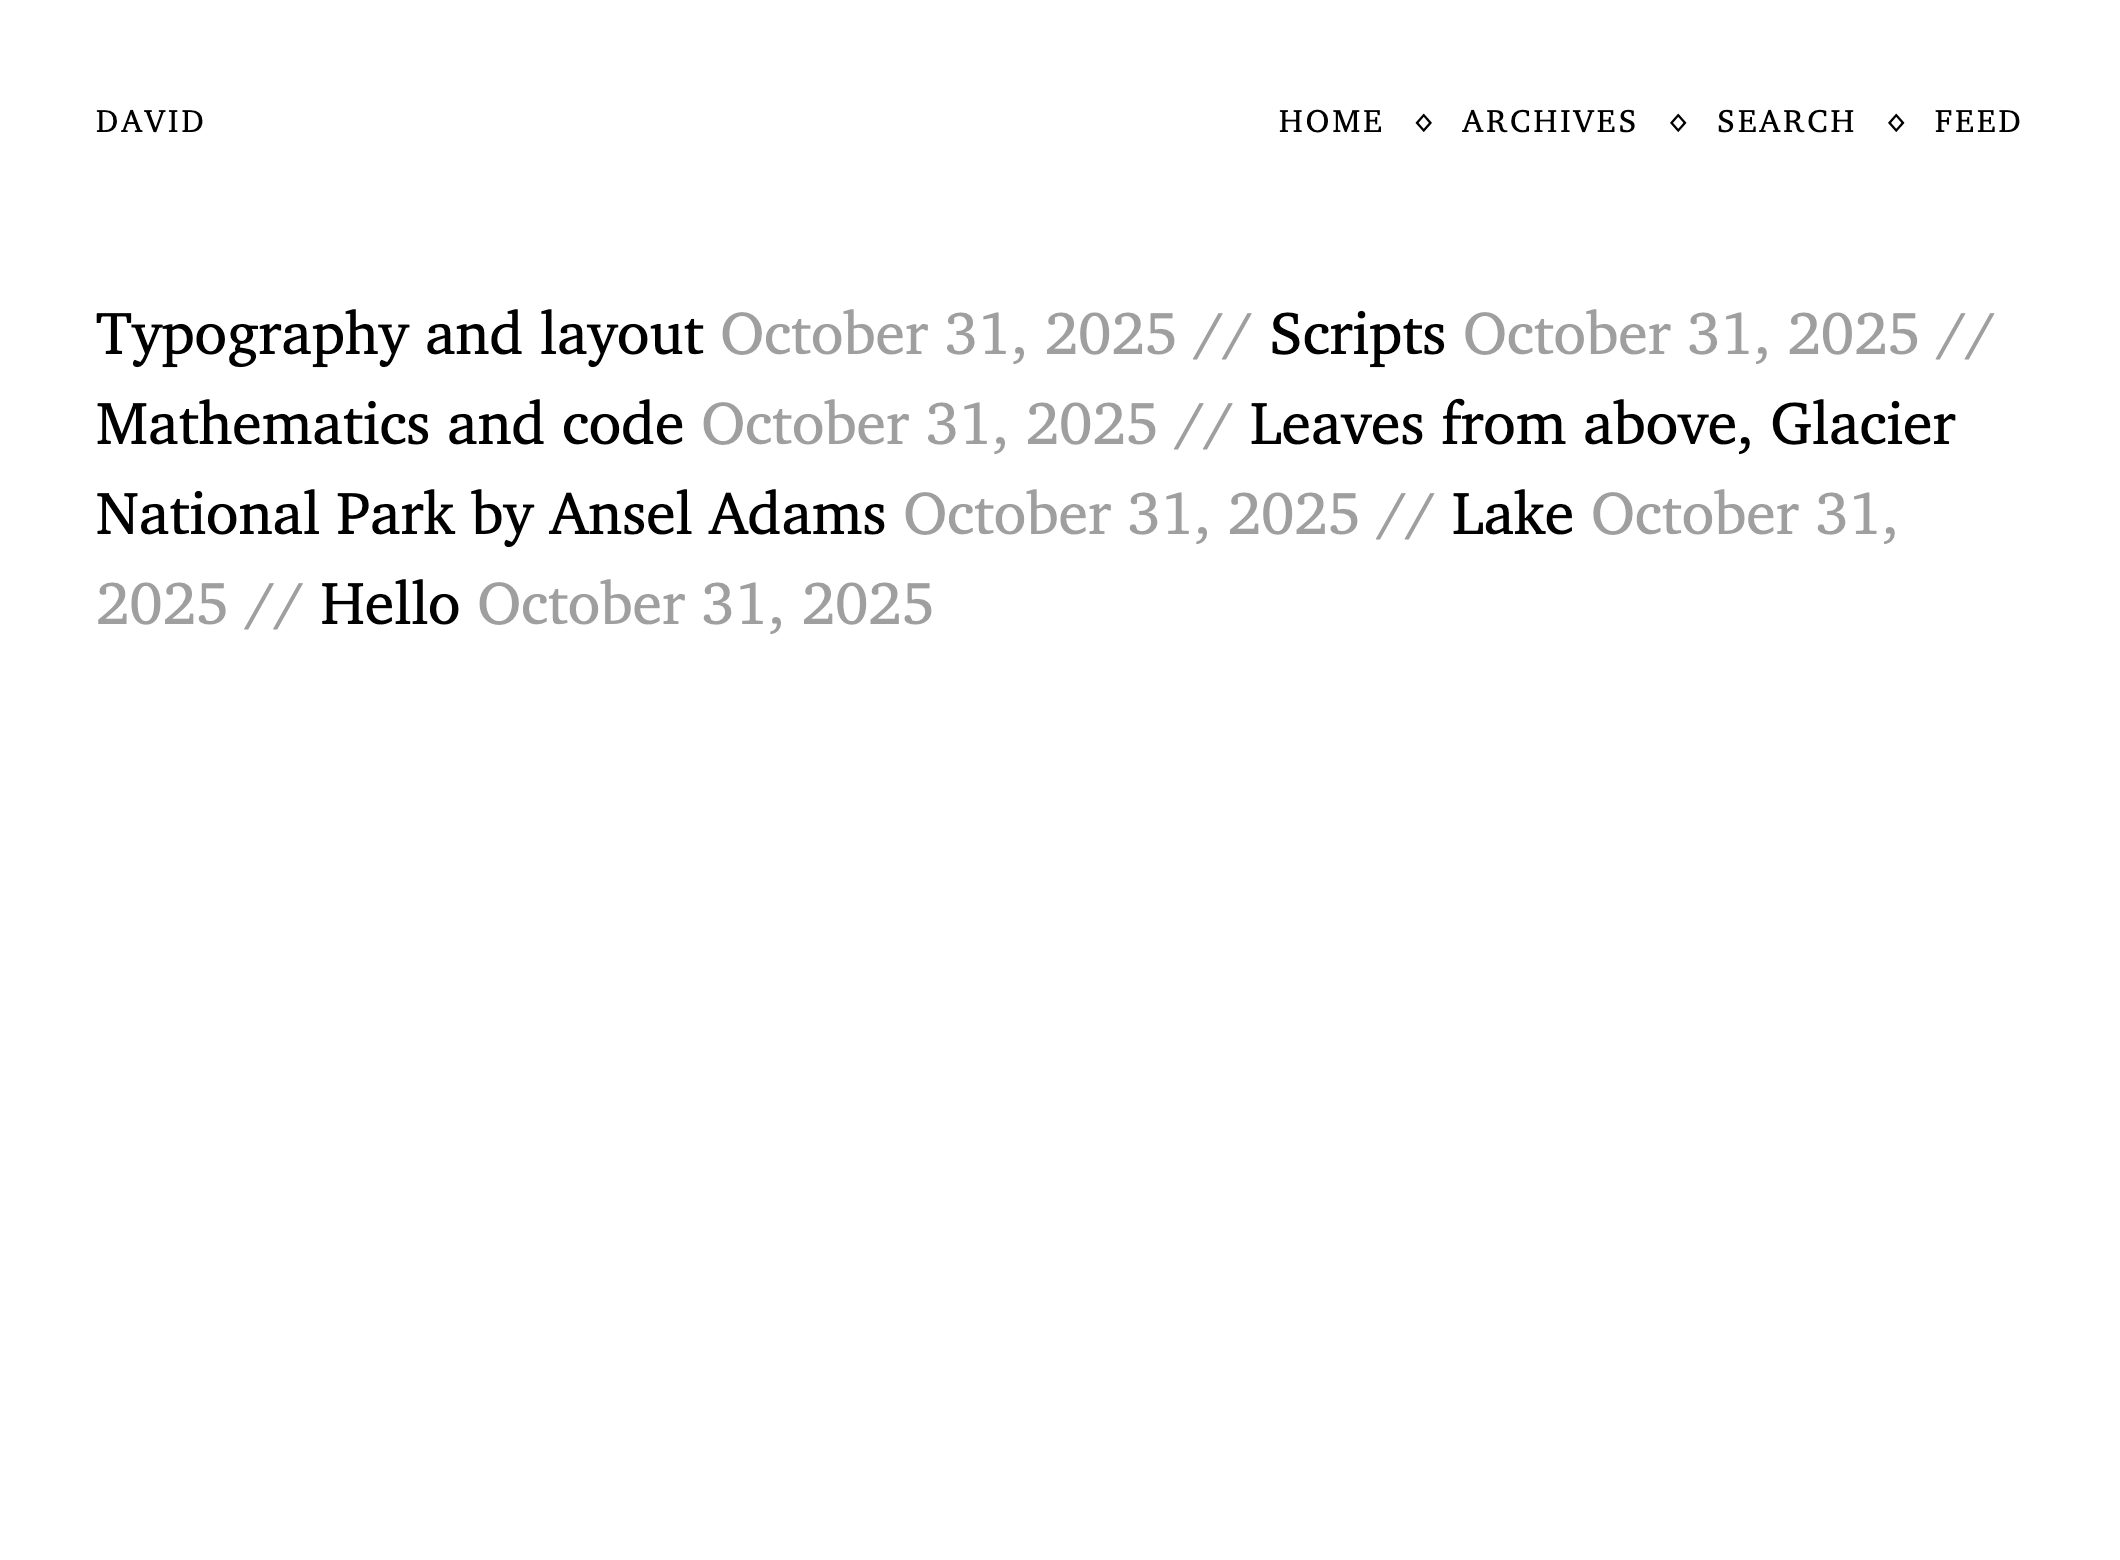 DAVID
HOME ⋄ ARCHIVES ⋄ SEARCH ⋄ FEED
Typography and layout October 31, 2025 // Scripts October 31, 2025 //
Mathematics and code October 31, 2025 // Leaves from above, Glacier
National Park by Ansel Adams October 31, 2025 // Lake October 31,
2025 // Hello October 31, 2025